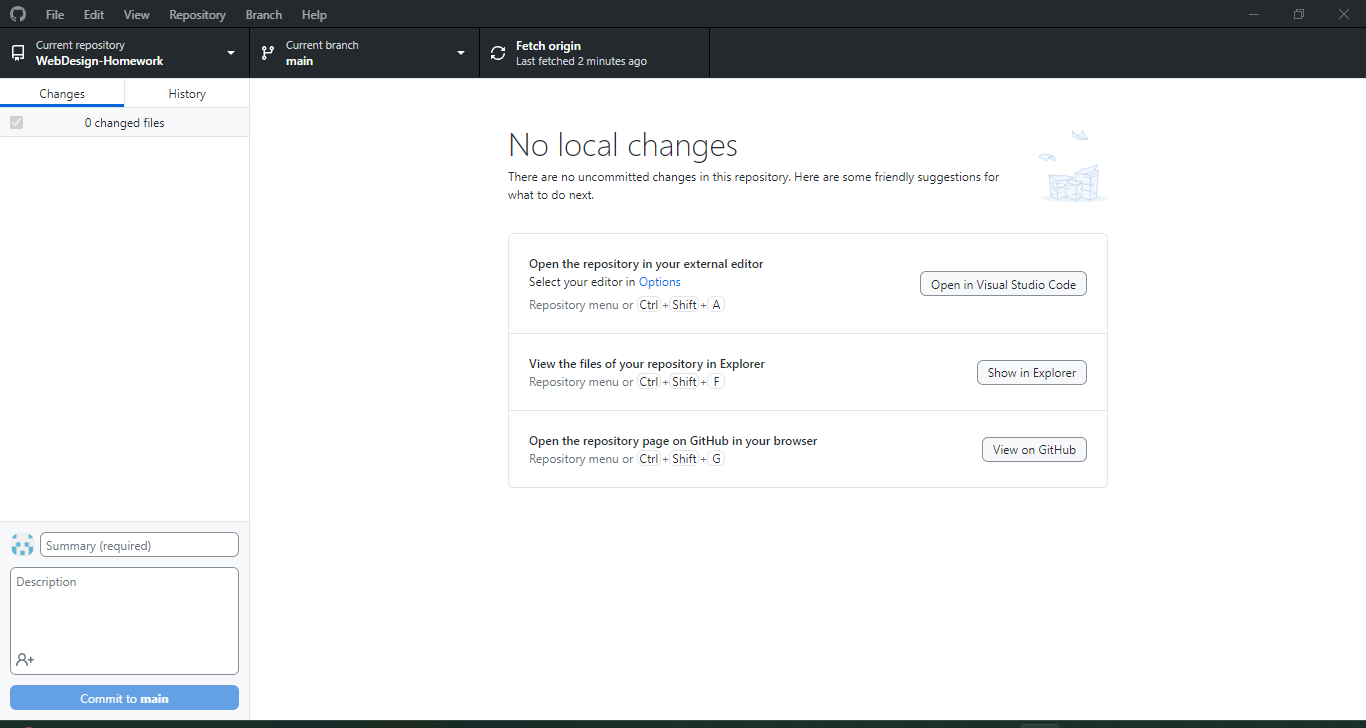 File Edit View Repository Branch Help
Current repository
WebDesign-Homework
Current branch
main
Fetch origin
Last fetched 2 minutes ago
Changes History
0 changed files
No local changes
There are no uncommitted changes in this repository. Here are some friendly suggestions for
what to do next.
Open the repository in your external editor
Select your editor in Options
Repository menu or Ctrl + Shift + A
Open in Visual Studio Code
View the files of your repository in Explorer
Repository menu or Ctrl + Shift + F
Show in Explorer
Open the repository page on GitHub in your browser
Repository menu or Ctrl + Shift + G
View on GitHub
Summary (required)
Description
Commit to main